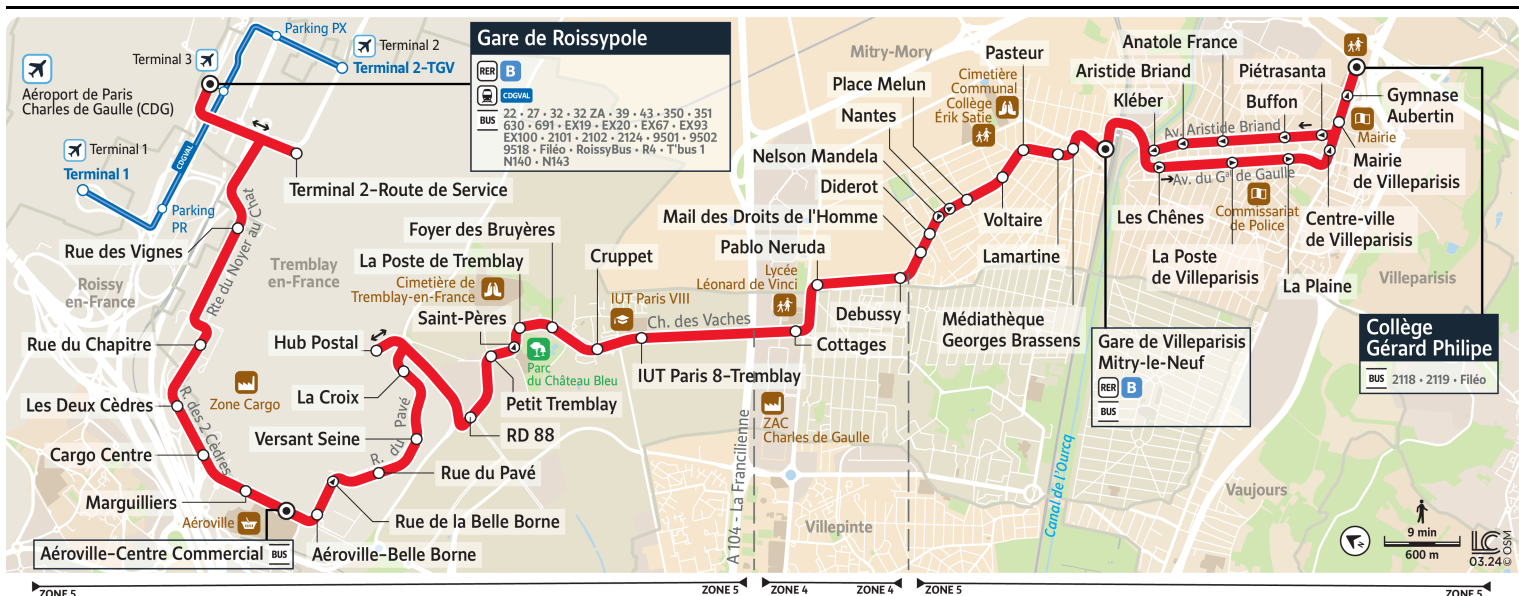 Parking PX
Terminal 2
Terminal 2-TGV
Terminal 3
Aéroport de Paris
Charles de Gaulle (CDG)
CDGVAL
Terminal 1
Terminal 1
Parking
PR
Gare de Roissypole
RER B
CDGVAL
BUS
22 • 27 • 32 • 32 ZA • 39 • 43 • 350 • 351
630 • 691 • EX19 • EX20 • EX67 • EX93
EX100 • 2101 • 2102 • 2124 • 9501 • 9502
9518 • Filéo • RoissyBus • R4 • T'bus 1
N140 • N143
Terminal 2-Route de Service
Rte du Noyer au Chat
Rue des Vignes
Roissy
en-France
Tremblay
en-France
Rue du Chapitre
Les Deux Cèdres
R. des 2 Cèdres
Cargo Centre
Zone Cargo
Marguilliers
Aéroville
Aéroville-Centre Commercial BUS
Aéroville-Belle Borne
Rue de la Belle Borne
Rue du Pavé
R. du Pavé
Versant Seine
La Croix
Hub Postal
RD 88
Petit Tremblay
Saint-Pères
Cimetière de
Tremblay-en-France
La Poste de Tremblay
Foyer des Bruyères
Parc
du Château Bleu
Cruppet
IUT Paris VIII
IUT Paris 8-Tremblay
Ch. des Vaches
A 104 - La Francilienne
ZAC
Charles de Gaulle
Villepinte
Cottages
Lycée
Léonard de Vinci
Pablo Neruda
Debussy
Mail des Droits de l'Homme
Diderot
Nelson Mandela
Nantes
Place Melun
Mitry-Mory
Cimetière
Communal
Collège
Érik Satie
Pasteur
Voltaire
Lamartine
Médiathèque
Georges Brassens
Canal de l'Ourcq
Gare de Villeparisis
Mitry-le-Neuf
RER B
BUS
Anatole France
Aristide Briand
Kléber
Piétrasanta
Buffon
Av. Aristide Briand
Av. du Gal de Gaulle
Les Chênes
La Poste
de Villeparisis
Commissariat
de Police
La Plaine
Centre-ville
de Villeparisis
Mairie
de Villeparisis
Mairie
Gymnase
Aubertin
Villeparisis
Vaujours
Collège
Gérard Philipe
BUS 2118 • 2119 • Filéo
9 min
600 m
LC
03.24 © OSM
ZONE 5
ZONE 5
ZONE 4
ZONE 4
ZONE 5
ZONE 5